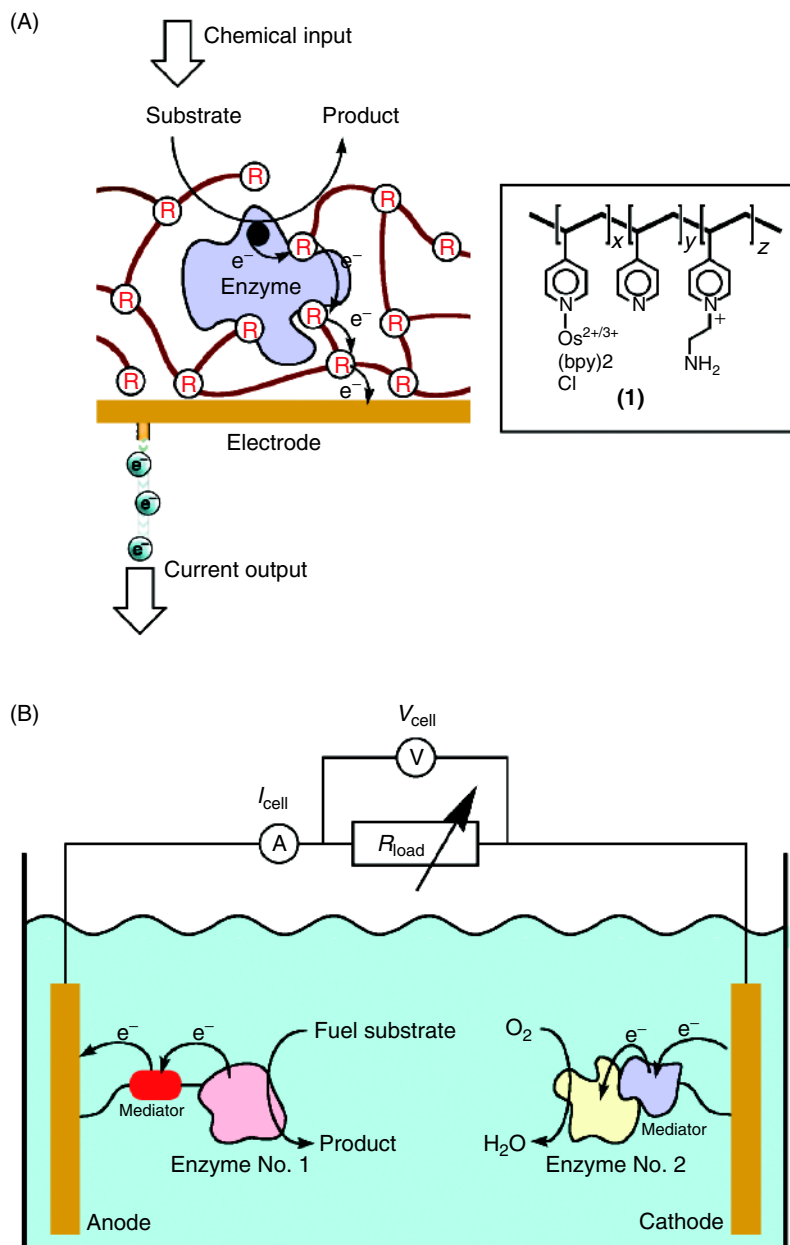 (A)
Chemical input
Substrate Product
R
R
R
R
R
e⁻
e⁻
Enzyme
R
R
R
e⁻
R
R
R
R
e⁻
Electrode
e⁻
e⁻
e⁻
Current output
x y z
N N N
+
Os2+/3+
(bpy)2
Cl
NH2
(1)
(B)
Vcell
V
Icell
A
Rload
e⁻ e⁻
Fuel substrate
O2
e⁻
e⁻
Mediator
Mediator
Product
H2O
Enzyme No. 1
Enzyme No. 2
Anode
Cathode